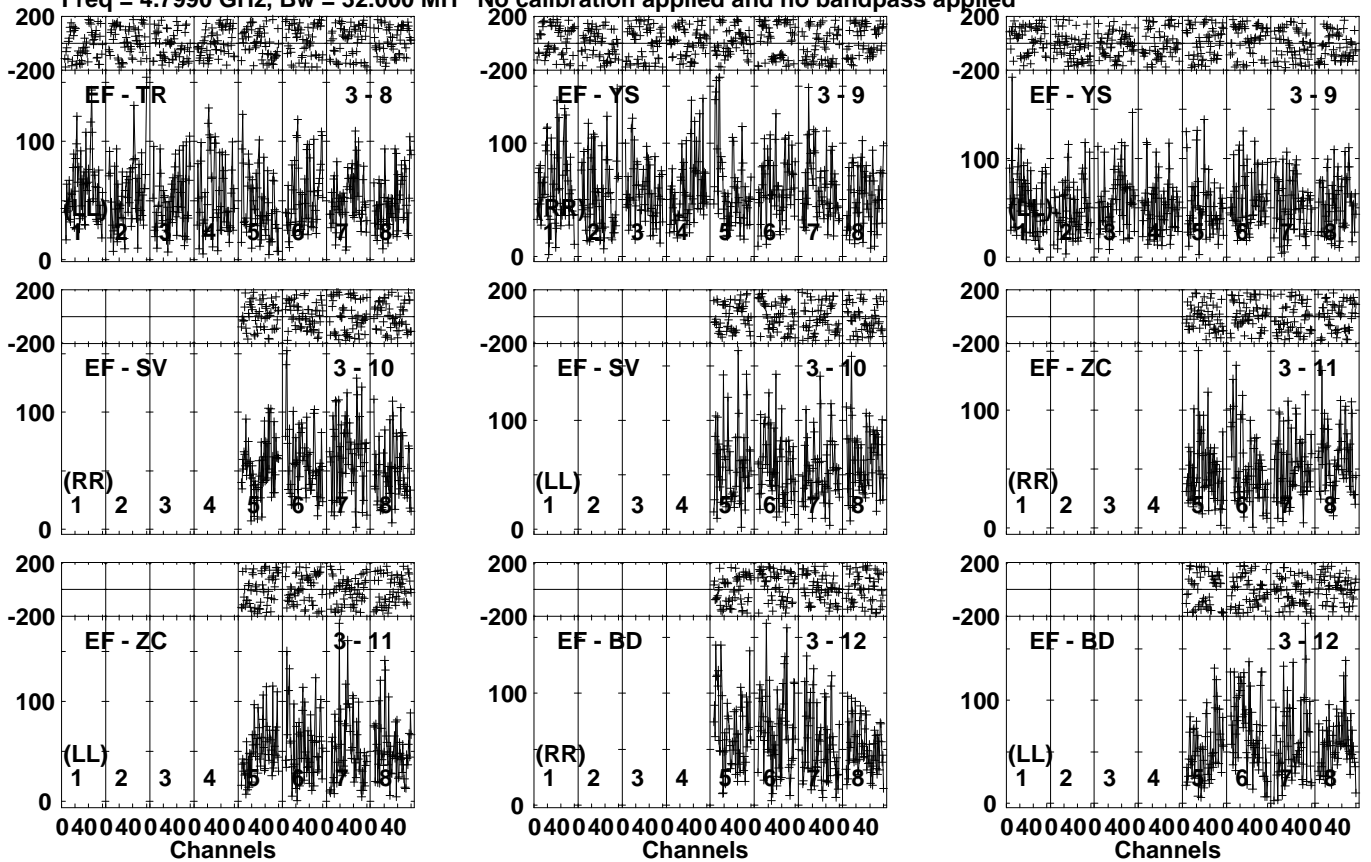 Freq = 4.7990 GHz, Bw = 32.000 MH No calibration applied and no bandpass applied
200 200 200
-200 -200 -200
EF - TR 3 - 8 EF - YS 3 - 9 EF - YS 3 - 9
100 100 100
(LL) (RR) (LL)
1 2 3 4 5 6 7 8 1 2 3 4 5 6 7 8 1 2 3 4 5 6 7 8
0 0 0
200 200 200
-200 -200 -200
EF - SV 3 - 10 EF - SV 3 - 10 EF - ZC 3 - 11
100 100 100
(RR) (LL) (RR)
1 2 3 4 5 6 7 8 1 2 3 4 5 6 7 8 1 2 3 4 5 6 7 8
0 0 0
200 200 200
-200 -200 -200
EF - ZC 3 - 11 EF - BD 3 - 12 EF - BD 3 - 12
100 100 100
(LL) (RR) (LL)
1 2 3 4 5 6 7 8 1 2 3 4 5 6 7 8 1 2 3 4 5 6 7 8
0 0 0
0 40 0 40 0 40 0 40 0 40 0 40 0 40 0 40 0 40 0 40 0 40 0 40 0 40 0 40 0 40 0 40 0 40 0 40 0 40 0 40 0 40 0 40 0 40 0 40
Channels Channels Channels